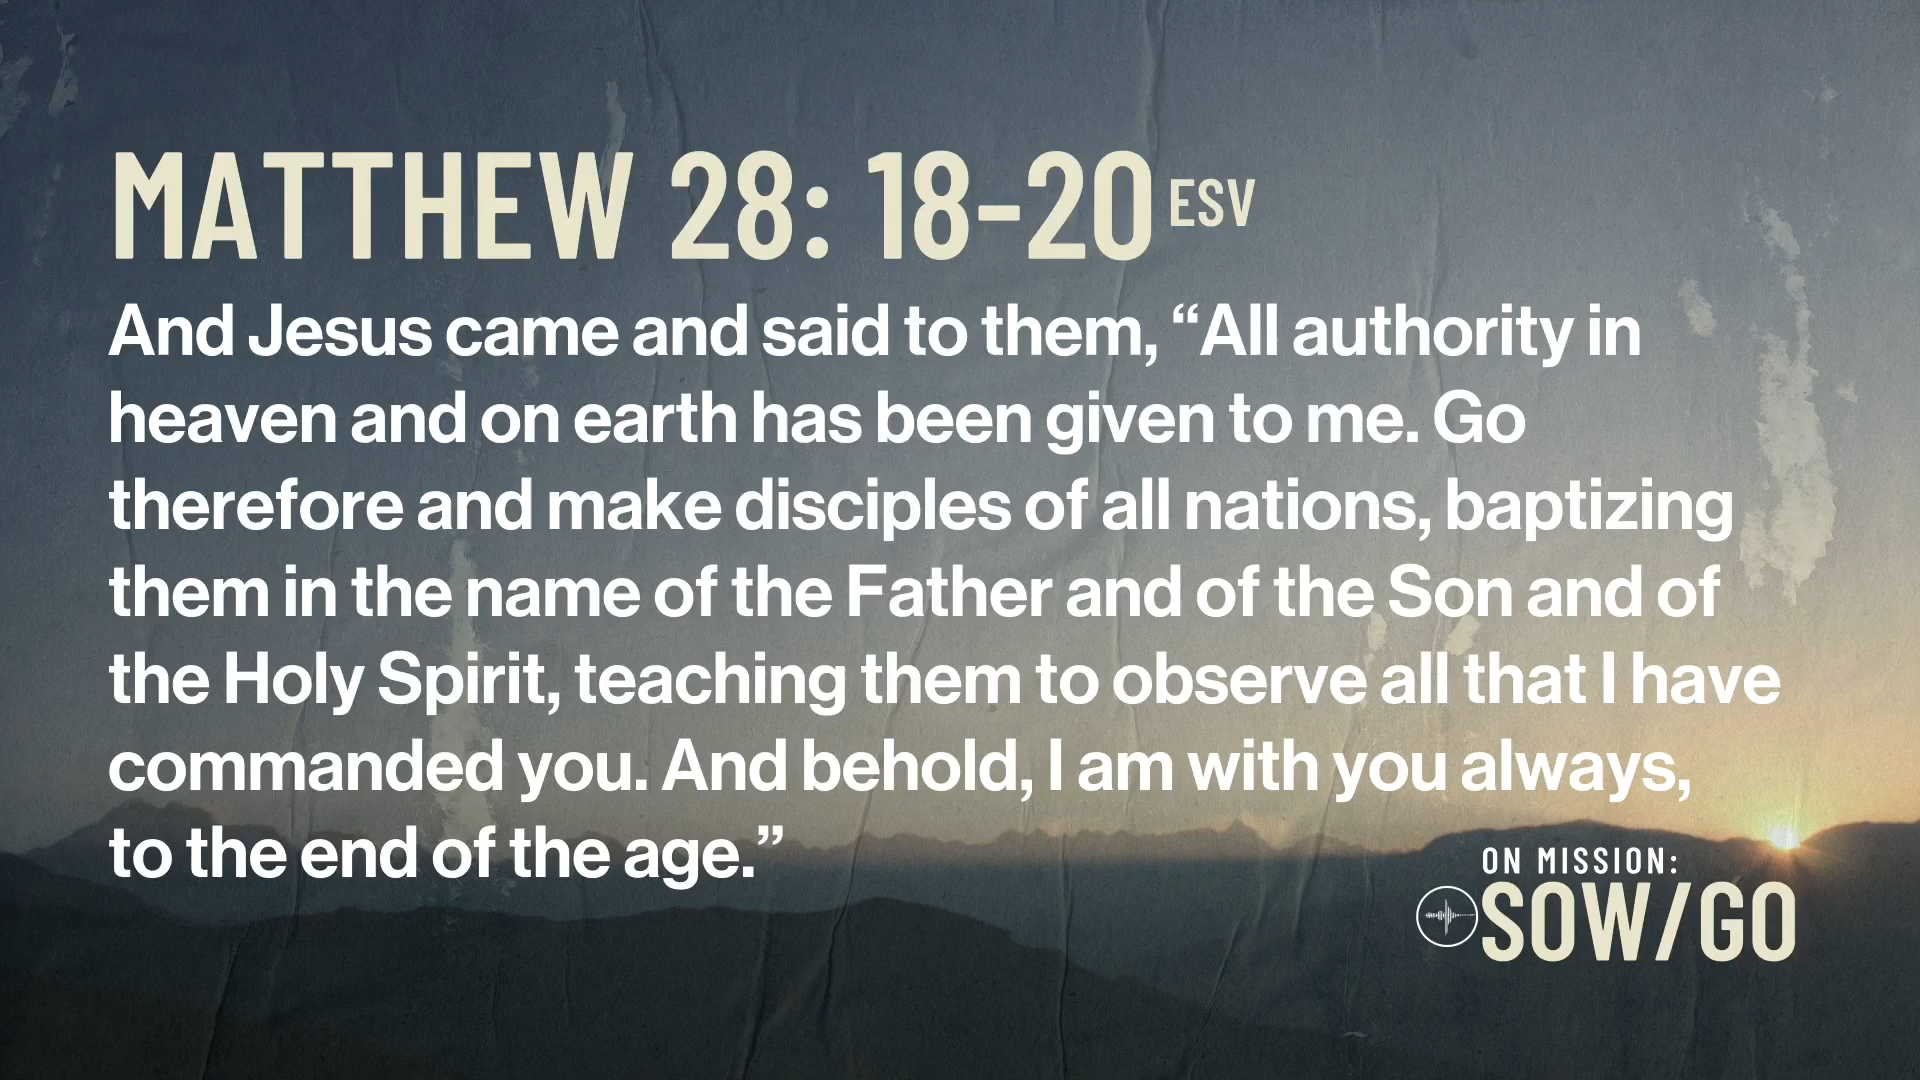 MATTHEW 28: 18-20 ESV
And Jesus came and said to them, “All authority in
heaven and on earth has been given to me. Go
therefore and make disciples of all nations, baptizing
them in the name of the Father and of the Son and of
the Holy Spirit, teaching them to observe all that I have
commanded you. And behold, I am with you always,
to the end of the age.”
ON MISSION:
SOW/GO